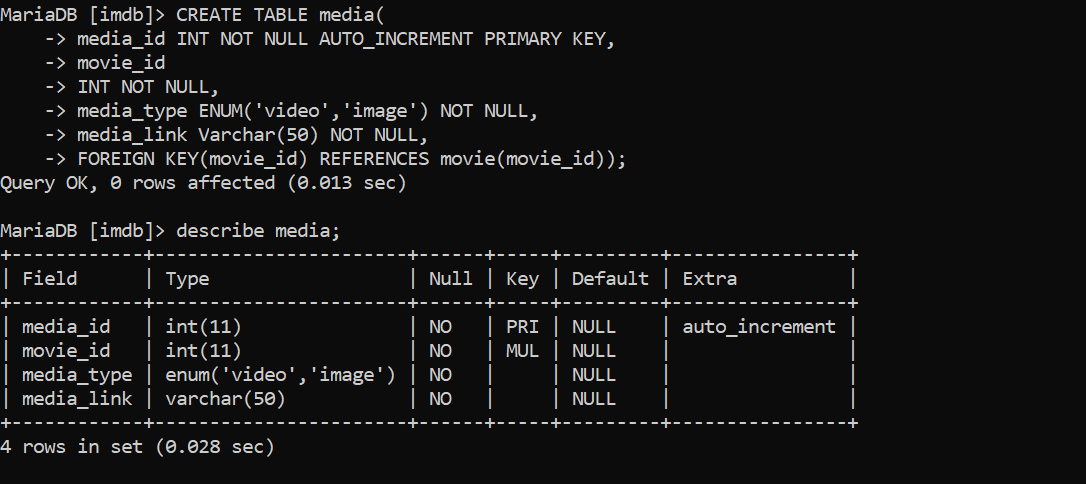 MariaDB [imdb]> CREATE TABLE media(
    -> media_id INT NOT NULL AUTO_INCREMENT PRIMARY KEY,
    -> movie_id
    -> INT NOT NULL,
    -> media_type ENUM('video','image') NOT NULL,
    -> media_link Varchar(50) NOT NULL,
    -> FOREIGN KEY(movie_id) REFERENCES movie(movie_id));
Query OK, 0 rows affected (0.013 sec)

MariaDB [imdb]> describe media;
+------------+-----------------------+------+-----+---------+----------------+
| Field      | Type                  | Null | Key | Default | Extra          |
+------------+-----------------------+------+-----+---------+----------------+
| media_id   | int(11)               | NO   | PRI | NULL    | auto_increment |
| movie_id   | int(11)               | NO   | MUL | NULL    |                |
| media_type | enum('video','image') | NO   |     | NULL    |                |
| media_link | varchar(50)           | NO   |     | NULL    |                |
+------------+-----------------------+------+-----+---------+----------------+
4 rows in set (0.028 sec)